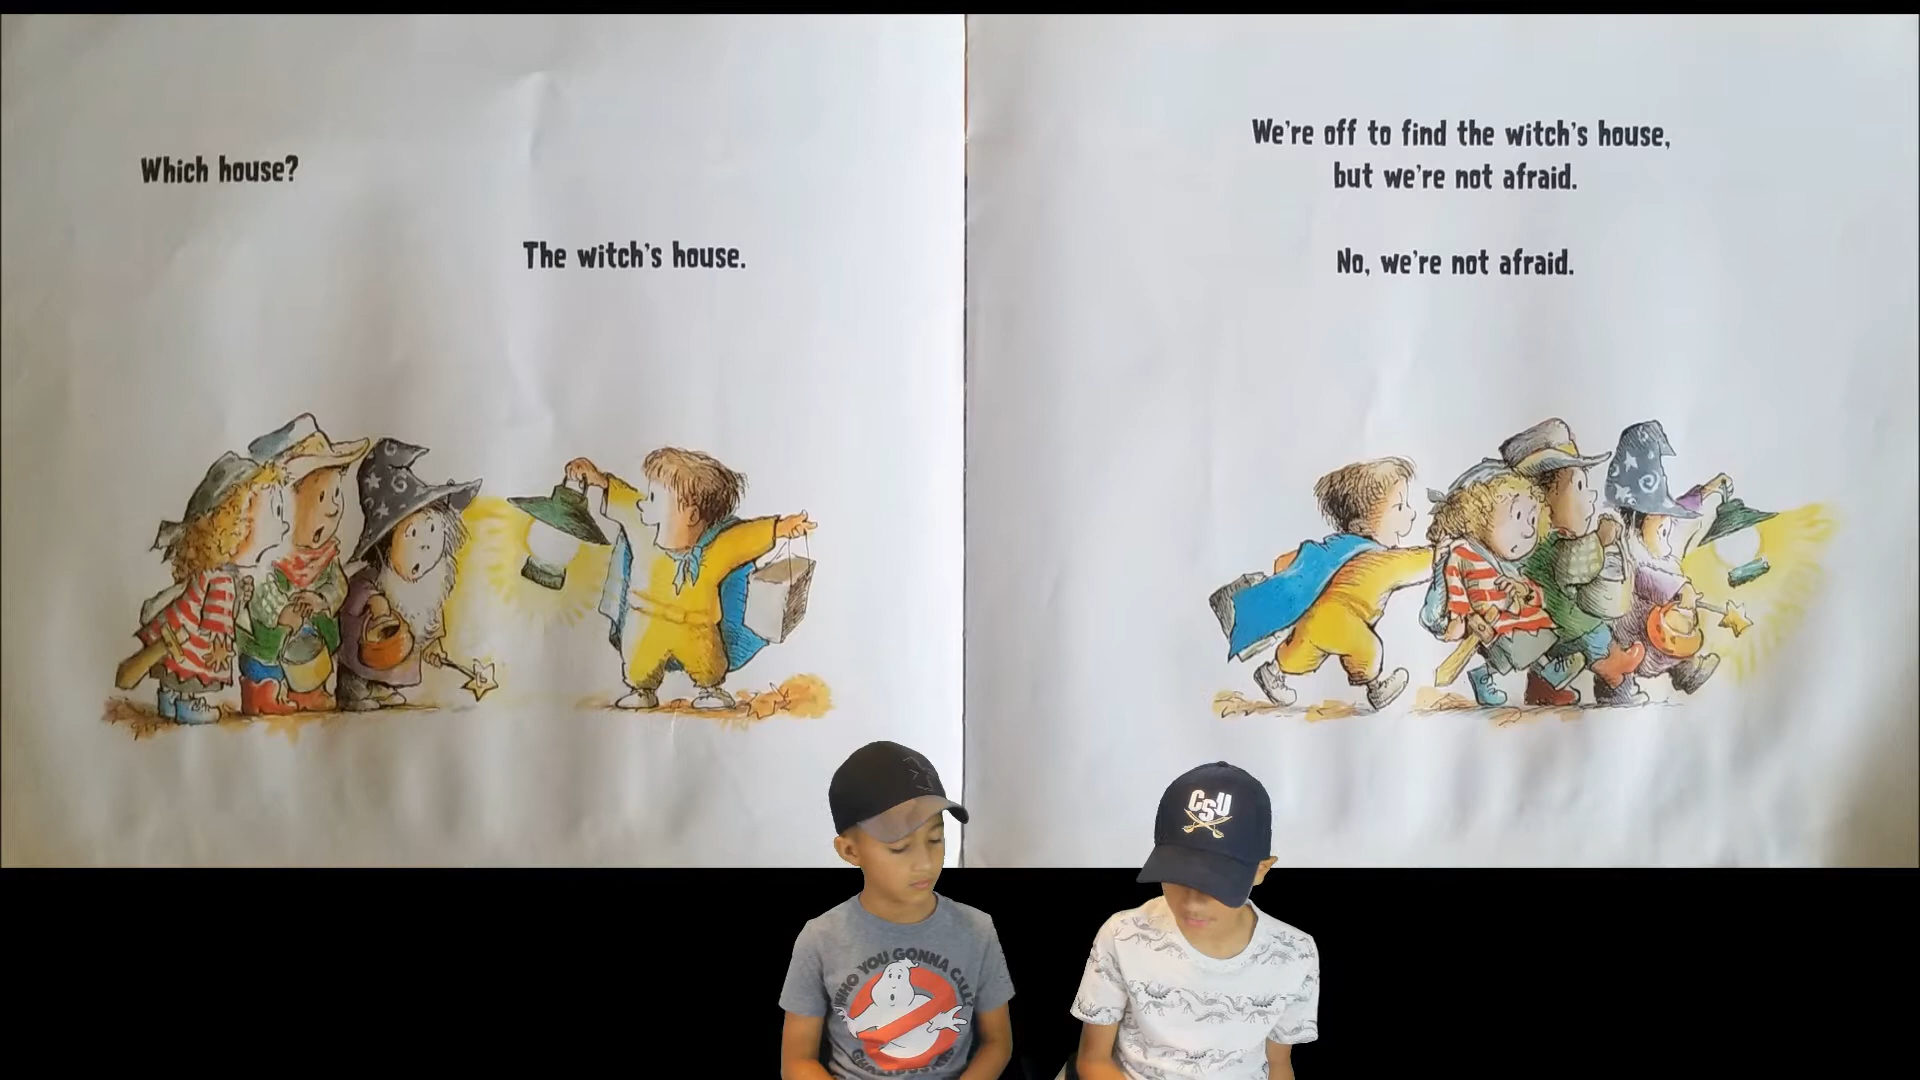 Which house?
The witch's house.
We're off to find the witch's house,
but we're not afraid.
No, we're not afraid.
CSU
WHO YOU GONNA CALL?